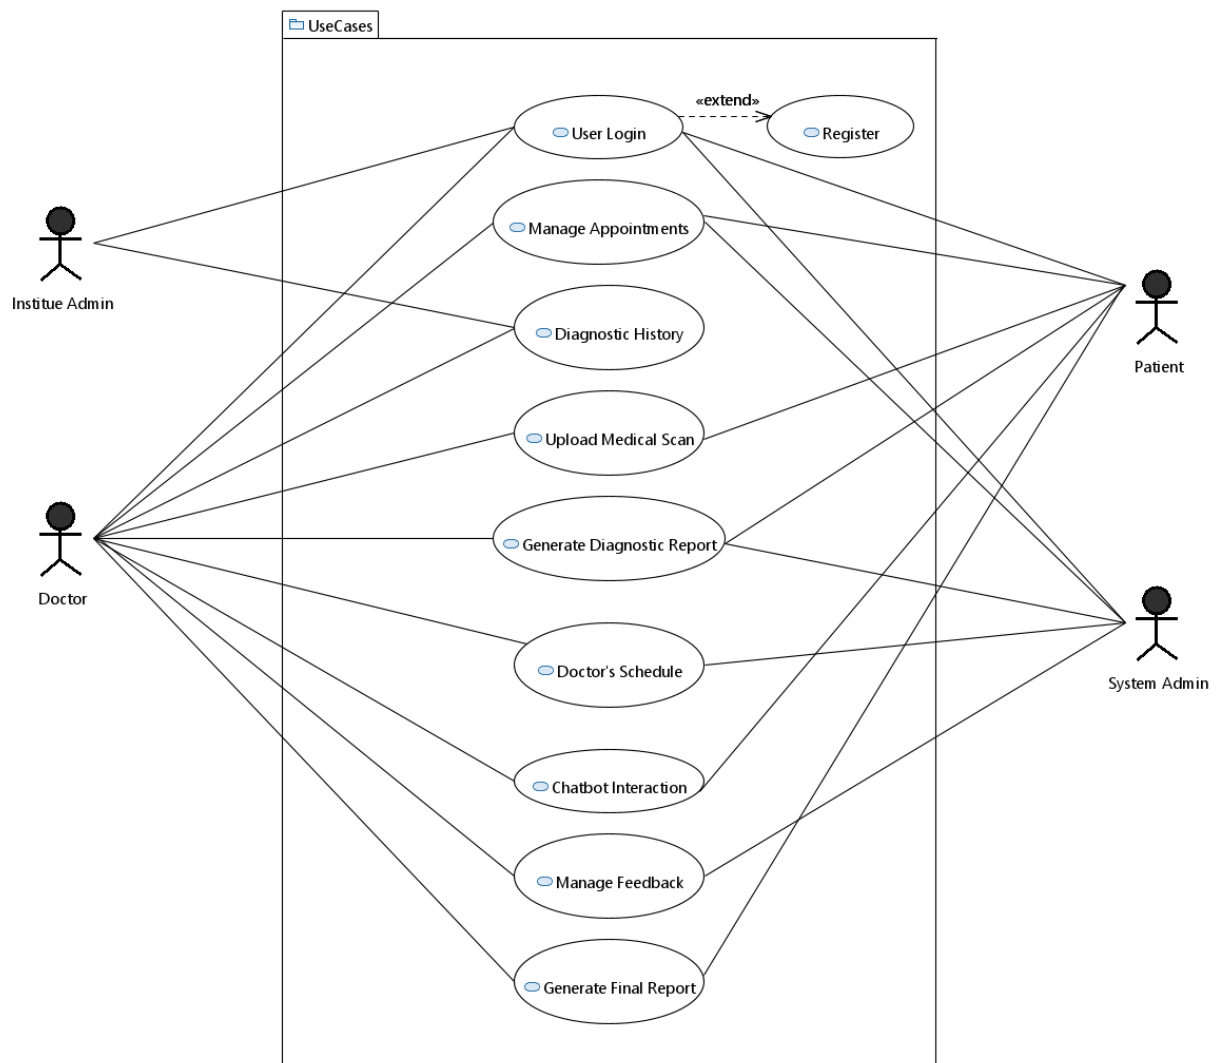 UseCases
«extend»
User Login
Register
Manage Appointments
Institue Admin
Diagnostic History
Patient
Upload Medical Scan
Generate Diagnostic Report
Doctor
Doctor's Schedule
System Admin
Chatbot Interaction
Manage Feedback
Generate Final Report